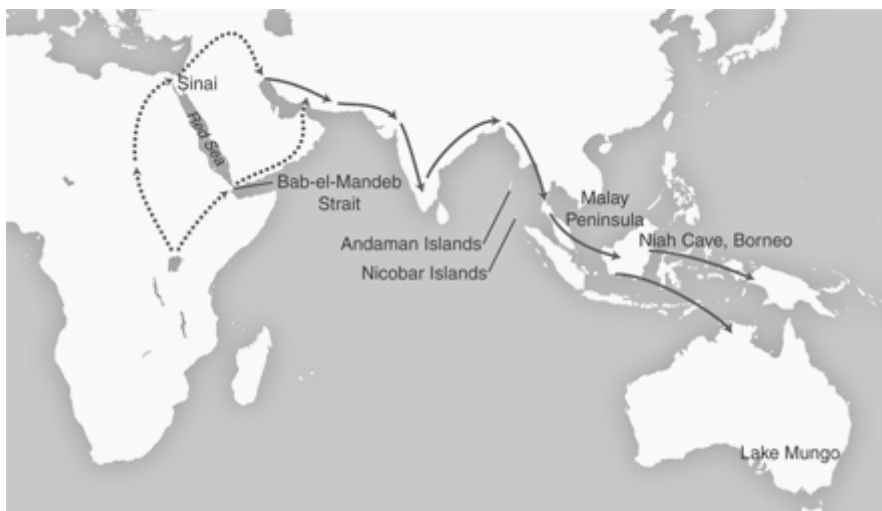 Sinai
Red Sea
Bab-el-Mandeb
Strait
Malay
Peninsula
Andaman Islands
Niah Cave, Borneo
Nicobar Islands
Lake Mungo